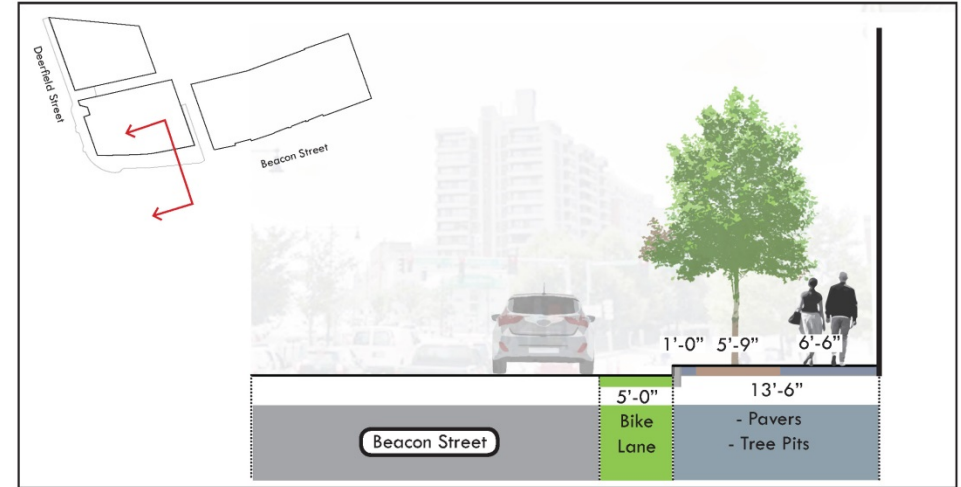 Deerfield Street
Beacon Street
1'-0" 5'-9" 6'-6"
5'-0"
13'-6"
Bike
Lane
- Pavers
- Tree Pits
Beacon Street